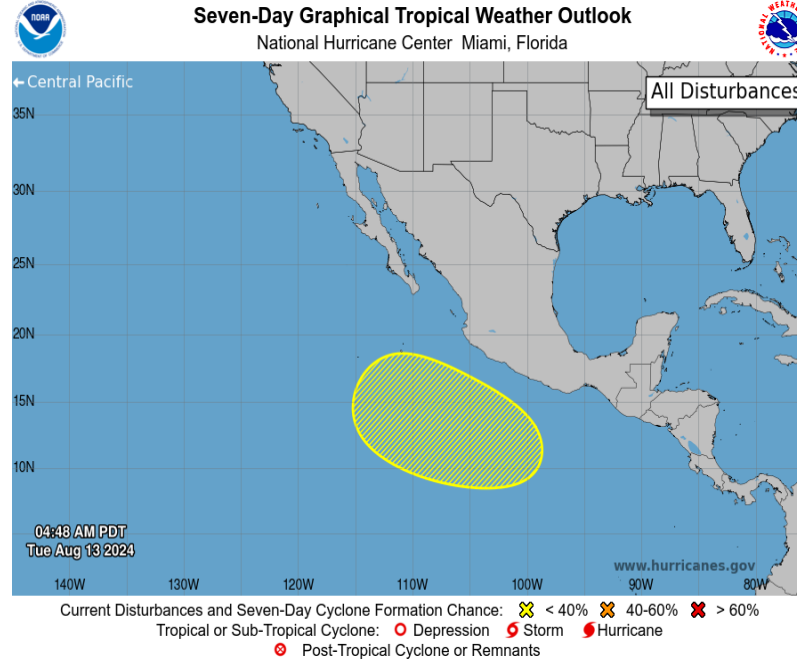 Seven-Day Graphical Tropical Weather Outlook
National Hurricane Center Miami, Florida
NOAA
← Central Pacific
All Disturbances
35N
30N
25N
20N
15N
10N
04:48 AM PDT
Tue Aug 13 2024
www.hurricanes.gov
140W 130W 120W 110W 100W 90W 80W
Current Disturbances and Seven-Day Cyclone Formation Chance: < 40% 40-60% > 60%
Tropical or Sub-Tropical Cyclone: Depression Storm Hurricane
Post-Tropical Cyclone or Remnants